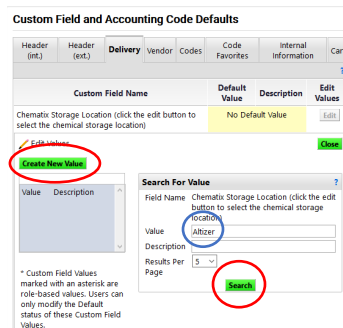 Custom Field and Accounting Code Defaults
Header (int.) Header (ext.) Delivery Vendor Codes Code Favorites Internal Information Car
?
Custom Field Name Default Value Description Edit Values
Chematix Storage Location (click the edit button to
select the chemical storage location)
No Default Value
Edit
Edit Values
Close
Create New Value
Value Description
* Custom Field Values
marked with an asterisk are
role-based values. Users can
only modify the Default
status of these Custom Field
Values.
Search For Value ?
Field Name Chematix Storage Location (click the edit
button to select the chemical storage
location)
Value Altizer
Description
Results Per
Page
5
Search